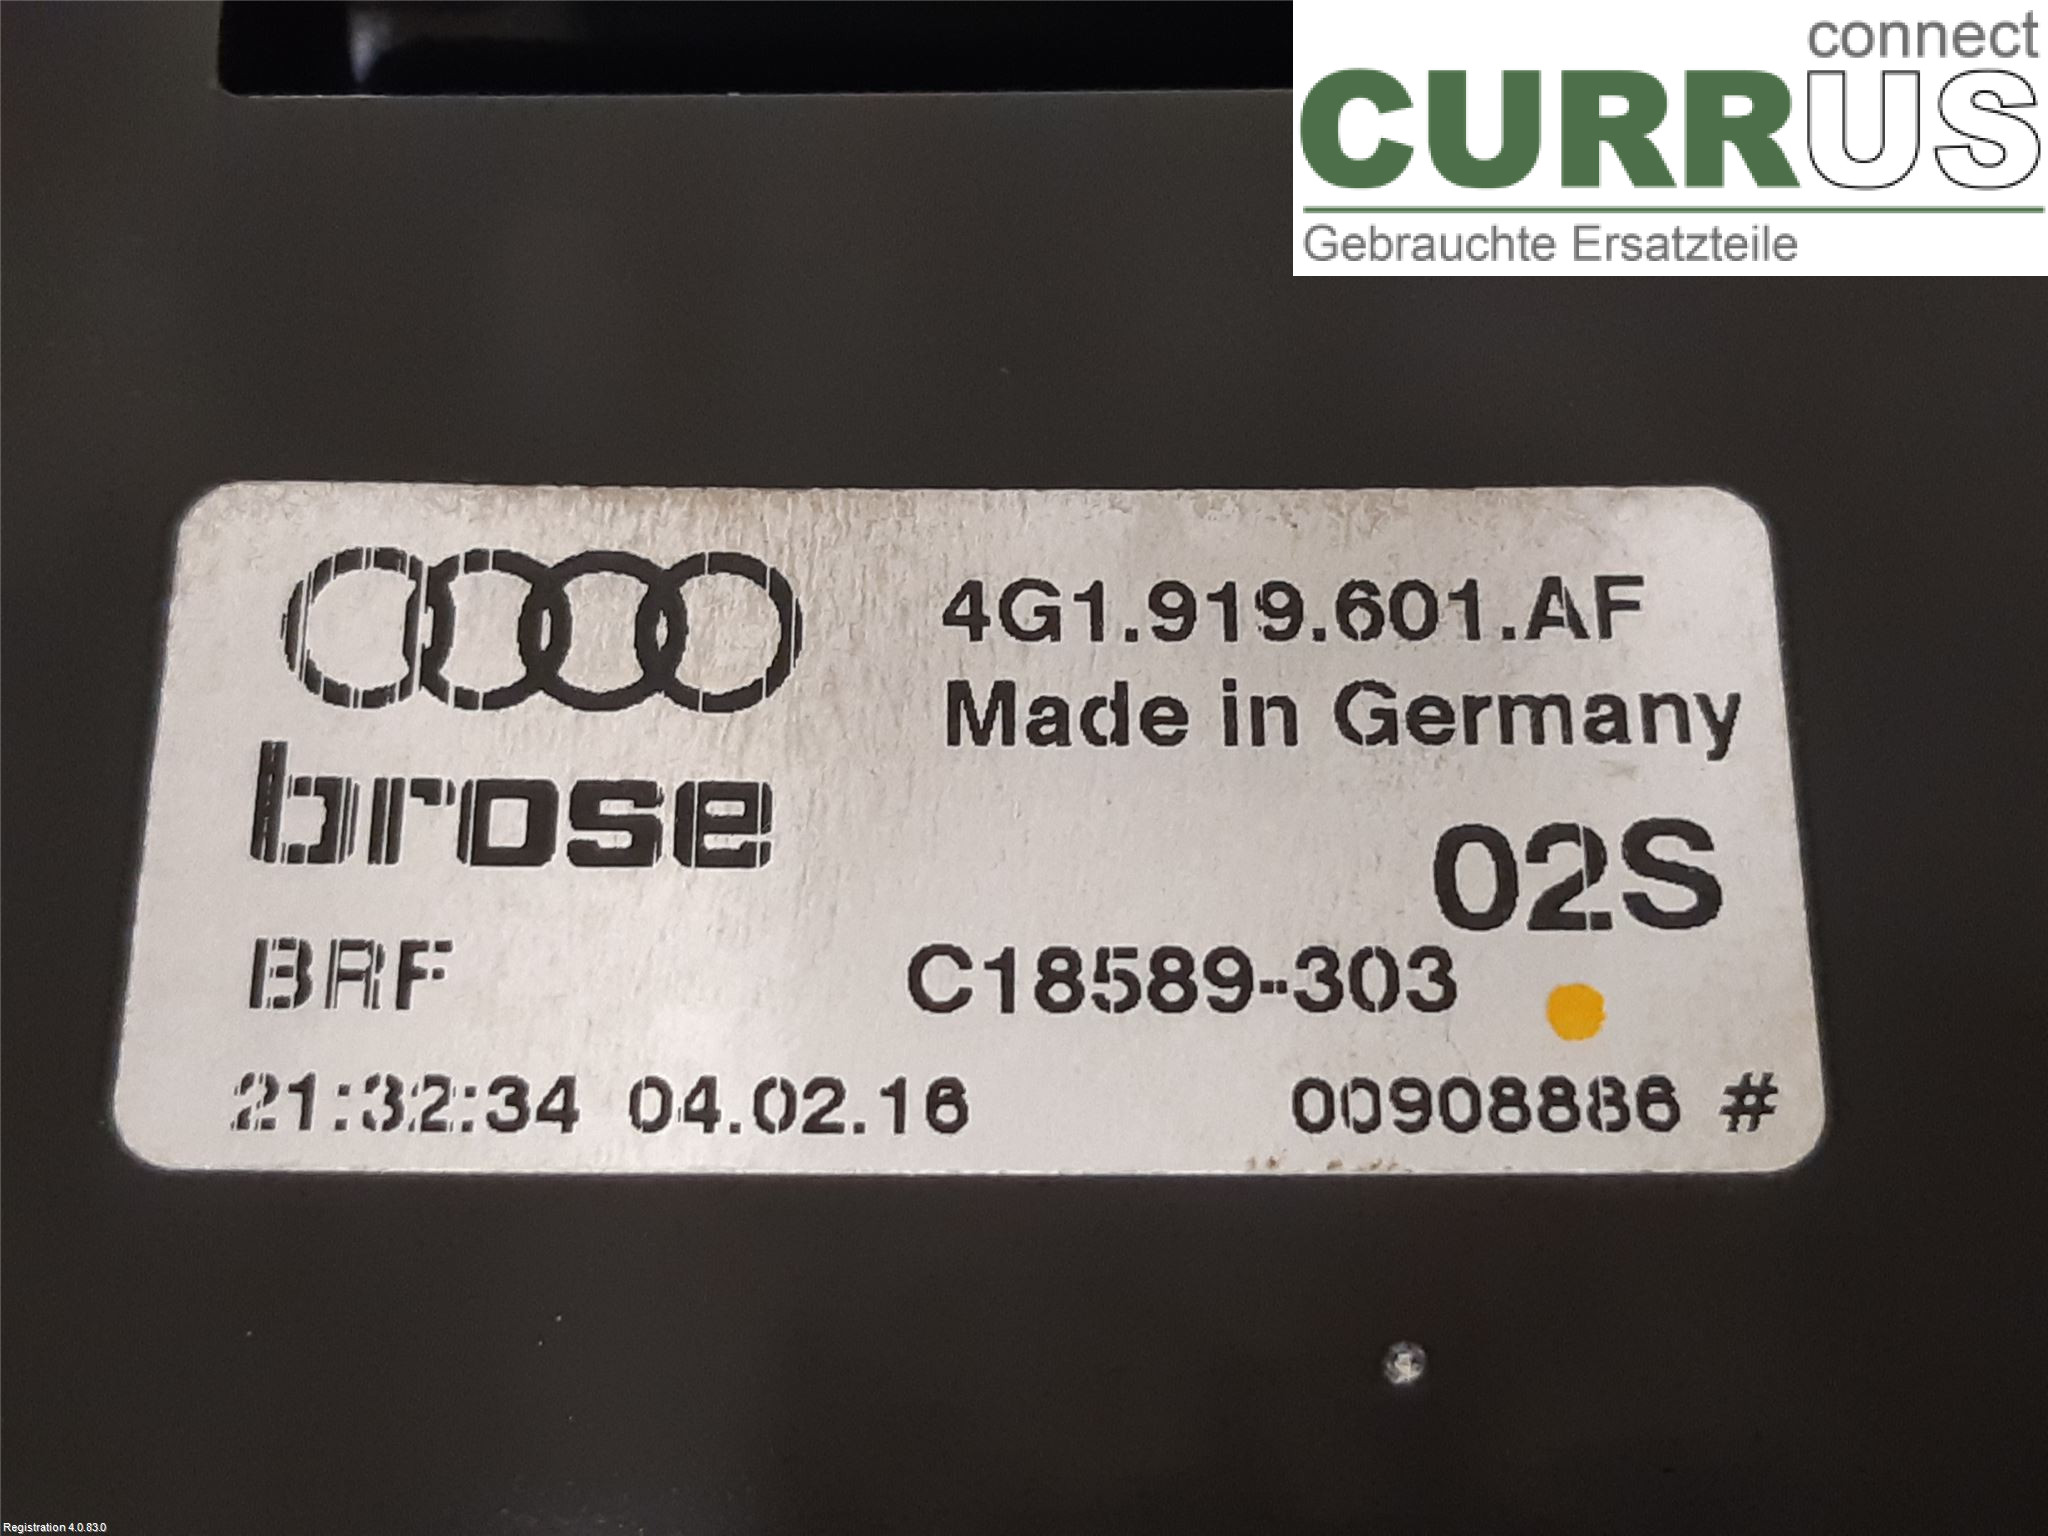 connect
CURRUS
Gebrauchte Ersatzteile
4G1.919.601.AF
Made in Germany
brose
02S
BRF
C18589-303
21:32:34 04.02.16
00908886 #
Registration 4.0.83.0